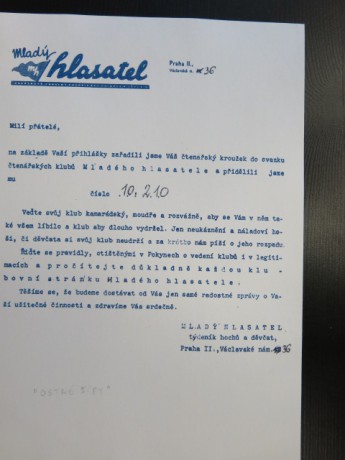 Mladý
mh hlasatel
Praha II.
Václavské n. 36
Milí přátelé,
na základě Vaší přihlášky zařadili jsme Váš čtenářský kroužek do svazku
čtenářských klubů Mladého hlasatele a přidělili jsme
mu
číslo 10.210
Veďte svůj klub kamarádský, moudře a rozvážně, aby se Vám v něm ta-
ké všem líbilo a klub aby dlouho vydržel. Jen neukáznění a náladoví ho-
ši, či děvčata si svůj klub neudrží a za krátko nám píší o jeho rozpadu.
Řiďte se pravidly, otištěnými v Pokynech o vedení klubů i v legiti-
macích a pročítejte důkladně každou klu-
bovní stránku Mladého hlasatele.
Těšíme se, že budeme dostávat od Vás jen samé radostné zprávy o Va-
ší užitečné činnosti a zdravíme Vás srdečně.
MLADÝ HLASATEL
týdeník hochů a děvčat,
Praha II., Václavské nám. 36